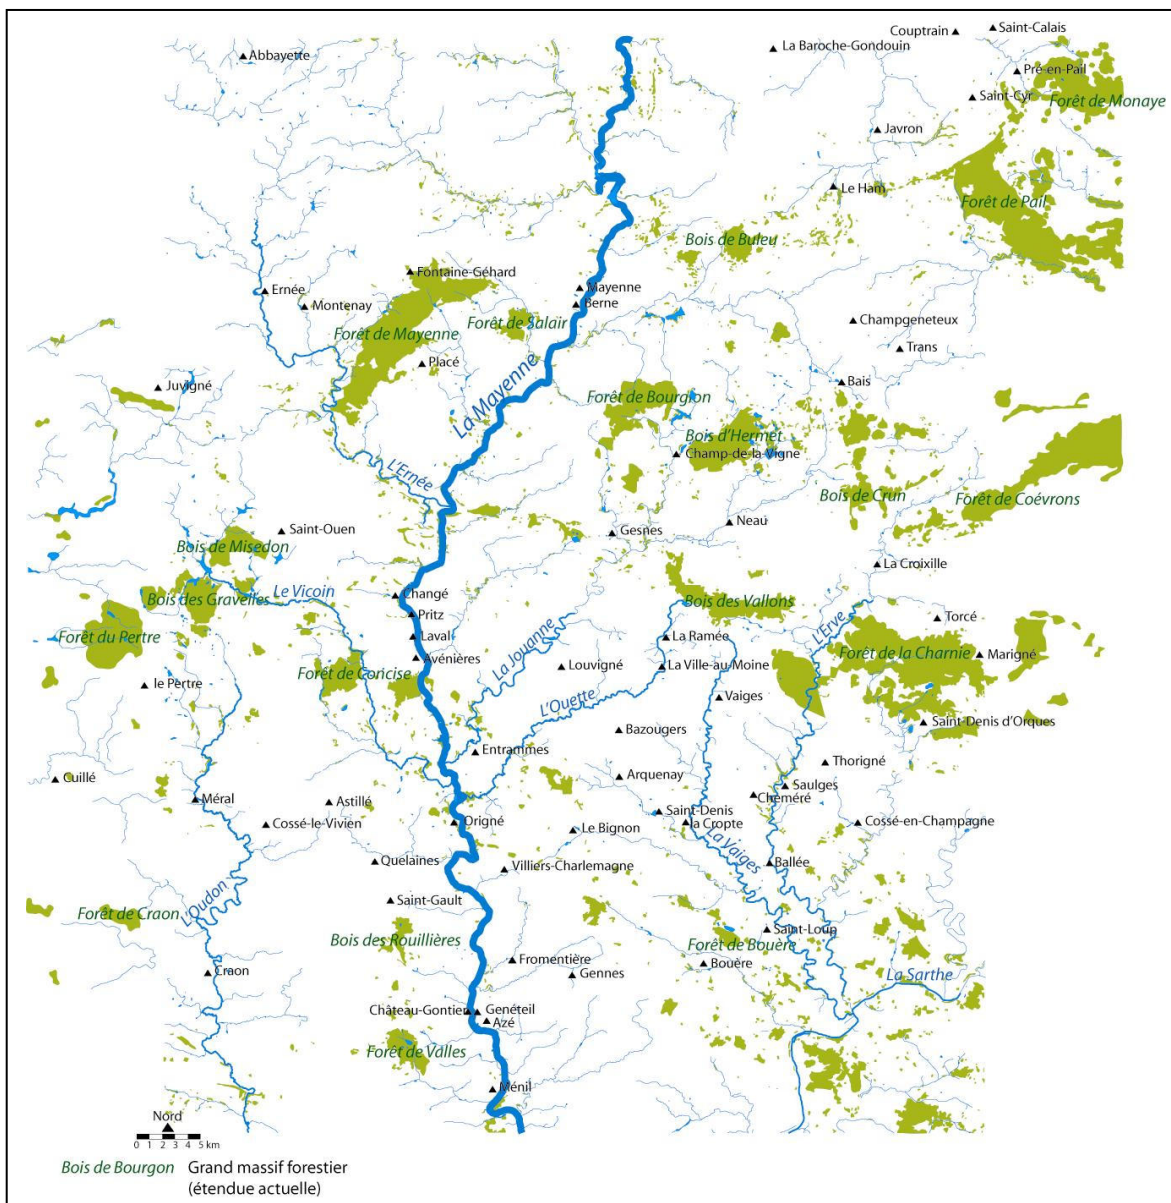 Couptrain
Saint-Calais
La Baroche-Gondouin
Abbayette
Pré-en-Pail
Saint-Cyr
Forêt de Monaye
Javron
Le Ham
Forêt de Pail
Bois de Buleu
Fontaine-Géhard
Ernée
Mayenne
Montenay
Berne
Forêt de Salair
Champgeneteux
Forêt de Mayenne
Trans
Placé
Juvigné
Bais
Forêt de Bourgion
La Mayenne
Bois d'Hermet
Champ-de-la-Vigne
L'Ernée
Bois de Crun
Forêt de Coévrons
Neau
Saint-Ouen
Gesnes
Bois de Misedon
La Croixille
Le Vicoin
Changé
Bois des Gravelles
Bois des Vallons
Pritz
Torcé
Forêt du Pertre
Laval
La Ramée
L'Erve
La Jouanne
Avénières
Louvigné
La Ville-au-Moine
Forêt de la Charnie
Marigné
Forêt de Concise
le Pertre
L'Ouette
Vaiges
Saint-Denis d'Orques
Bazougers
Entrammes
Thorigné
Cuillé
Arquenay
Saulges
Méral
Astillé
Cheméré
Saint-Denis
Cossé-le-Vivien
Origné
Le Bignon
la Cropte
Cossé-en-Champagne
La Vaiges
Quelaines
Villiers-Charlemagne
Ballée
Saint-Gault
Forêt de Craon
L'Oudon
Saint-Loup
Bois des Rouillières
Forêt de Bouère
Fromentière
Bouère
Craon
Gennes
La Sarthe
Château-Gontier
Genéteil
Azé
Forêt de Valles
Ménil
Nord
0 1 2 3 4 5 km
Bois de Bourgon Grand massif forestier
(étendue actuelle)